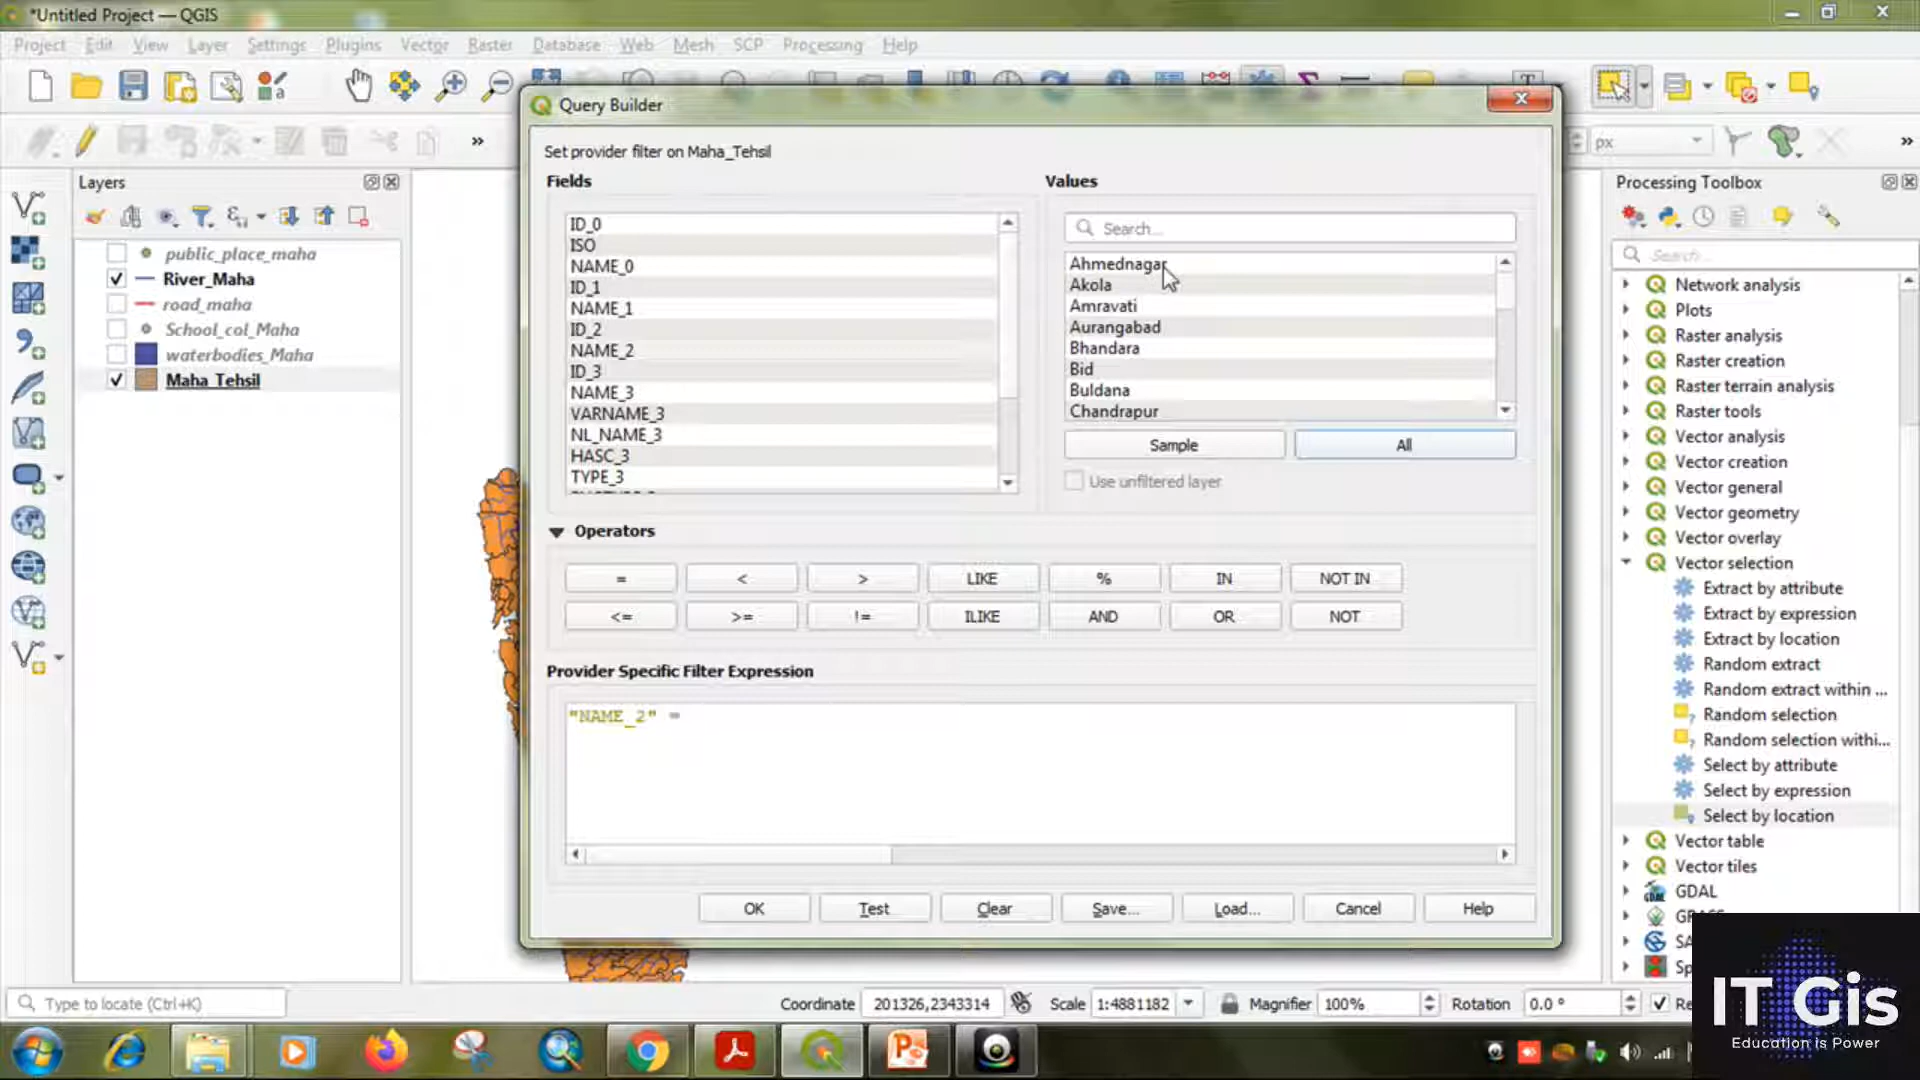 *Untitled Project — QGIS
Project Edit View Layer Settings Plugins Vector Raster Database Web Mesh SCP Processing Help
Query Builder
px
Set provider filter on Maha_Tehsil
Layers
Fields
Values
Processing Toolbox
public_place_maha
River_Maha
road_maha
School_col_Maha
waterbodies_Maha
Maha_Tehsil
ID_0
ISO
NAME_0
ID_1
NAME_1
ID_2
NAME_2
ID_3
NAME_3
VARNAME_3
NL_NAME_3
HASC_3
TYPE_3
Search...
Ahmednagar
Akola
Amravati
Aurangabad
Bhandara
Bid
Buldana
Chandrapur
Sample All
Use unfiltered layer
Operators
= < > LIKE % IN NOT IN
<= >= != ILIKE AND OR NOT
Provider Specific Filter Expression
"NAME_2" =
OK Test Clear Save... Load... Cancel Help
Search...
Network analysis
Plots
Raster analysis
Raster creation
Raster terrain analysis
Raster tools
Vector analysis
Vector creation
Vector general
Vector geometry
Vector overlay
Vector selection
Extract by attribute
Extract by expression
Extract by location
Random extract
Random extract within ...
Random selection
Random selection withi...
Select by attribute
Select by expression
Select by location
Vector table
Vector tiles
GDAL
Type to locate (Ctrl+K)
Coordinate 201326,2343314 Scale 1:4881182 Magnifier 100% Rotation 0.0 °
IT Gis
Education is Power